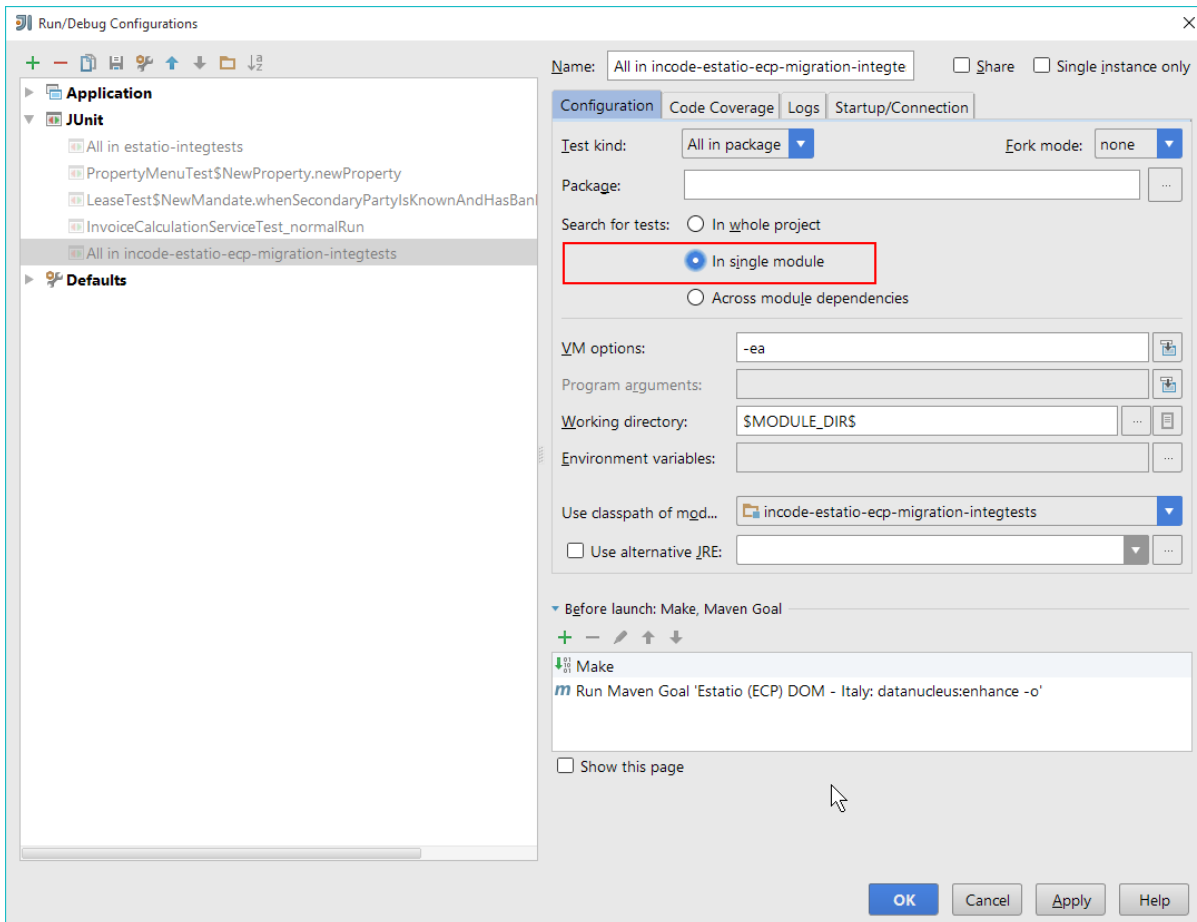 Run/Debug Configurations
Application
JUnit
All in estatio-integtests
PropertyMenuTest$NewProperty.newProperty
LeaseTest$NewMandate.whenSecondaryPartyIsKnownAndHasBanl
InvoiceCalculationServiceTest_normalRun
All in incode-estatio-ecp-migration-integtests
Defaults
Name: All in incode-estatio-ecp-migration-integte Share Single instance only
Configuration Code Coverage Logs Startup/Connection
Test kind: All in package Fork mode: none
Package: ...
Search for tests: In whole project
In single module
Across module dependencies
VM options: -ea
Program arguments:
Working directory: $MODULE_DIR$ ...
Environment variables: ...
Use classpath of mod... incode-estatio-ecp-migration-integtests
Use alternative JRE: ...
Before launch: Make, Maven Goal
Make
Run Maven Goal 'Estatio (ECP) DOM - Italy: datanucleus:enhance -o'
Show this page
OK Cancel Apply Help